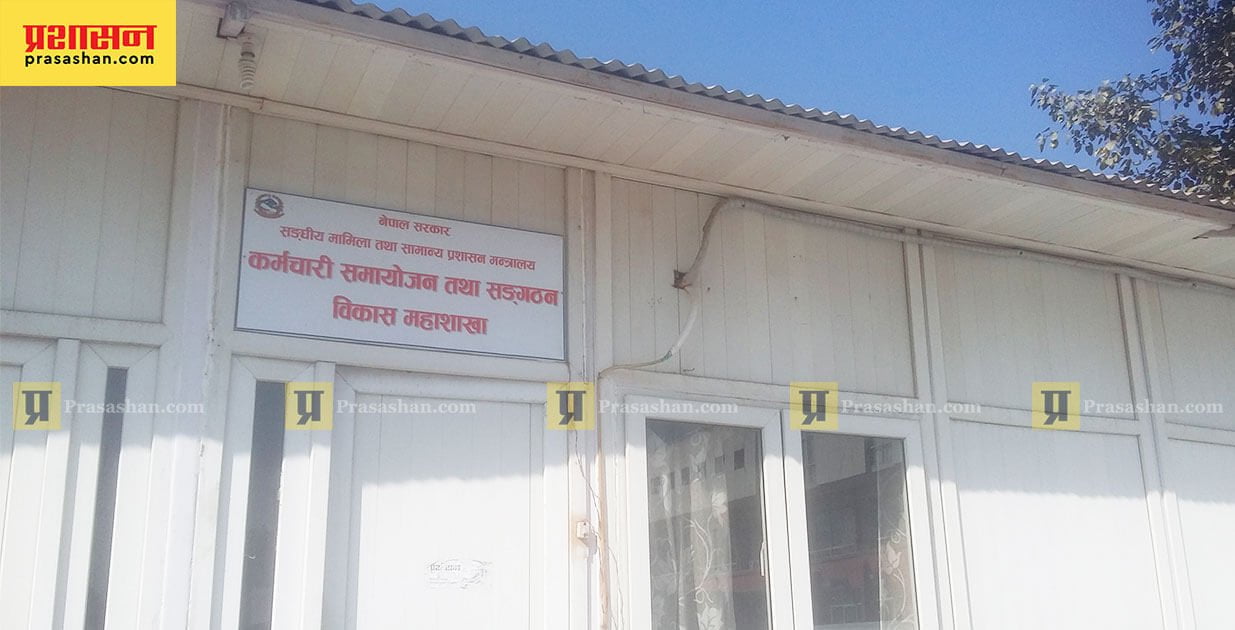 प्रशासन
prasashan.com
नेपाल सरकार
सङ्घीय मामिला तथा सामान्य प्रशासन मन्त्रालय
कर्मचारी समायोजन तथा सङ्गठन
विकास महाशाखा
प्र Prasashan.com प्र Prasashan.com प्र Prasashan.com प्र Prasashan.com प्र Prasashan.com